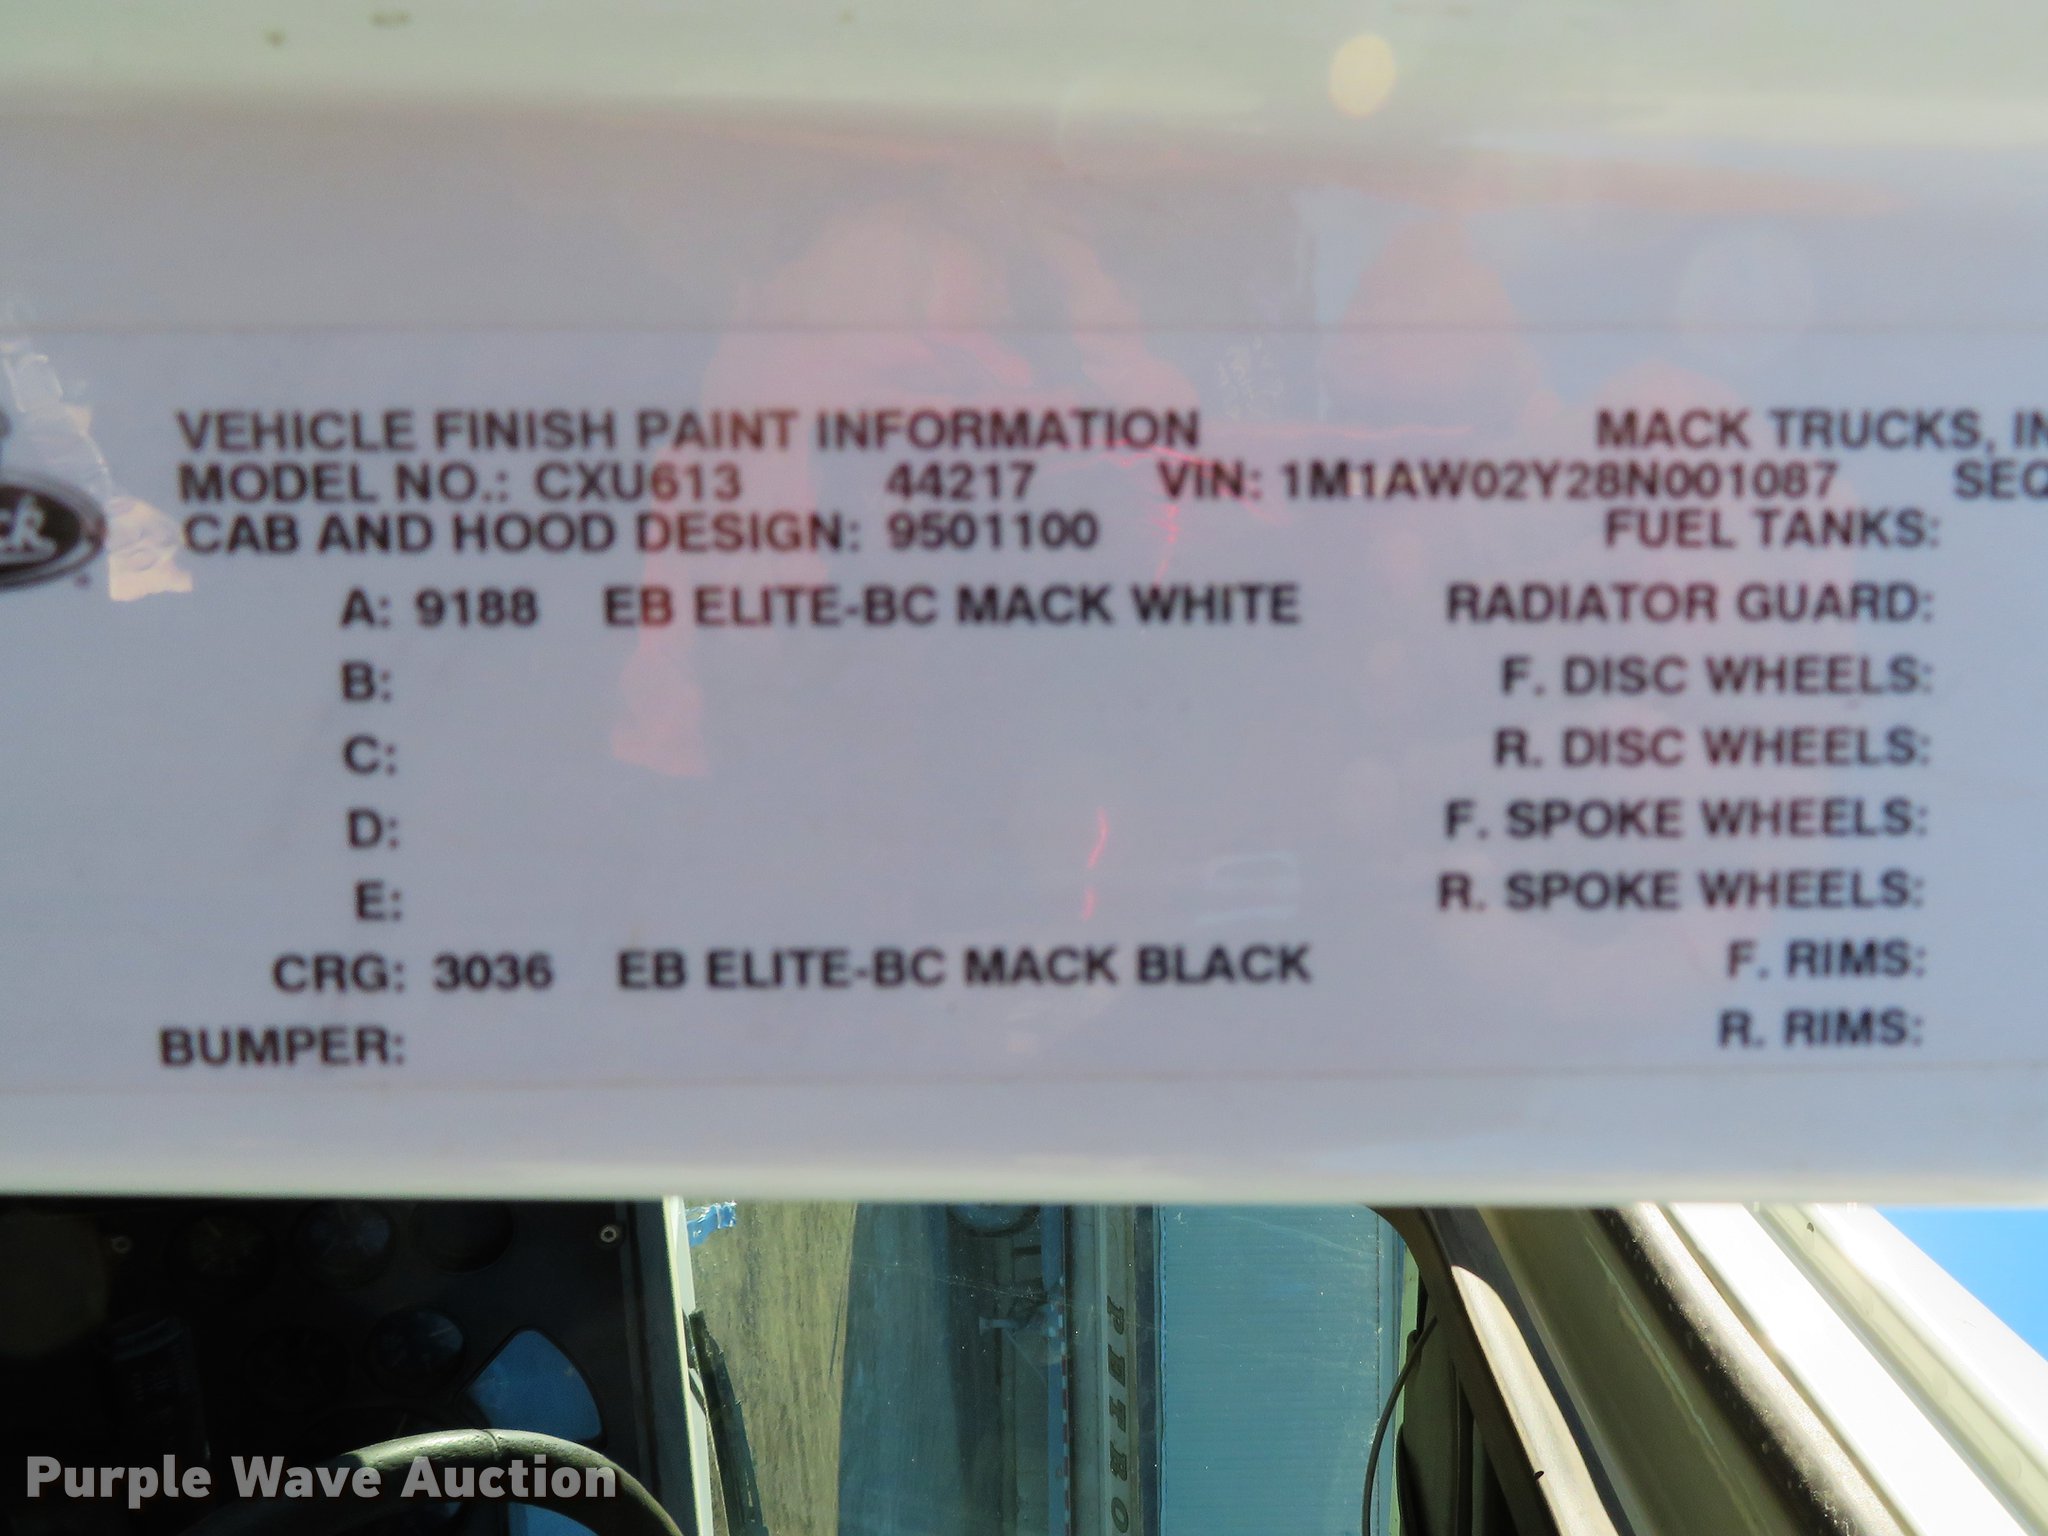 VEHICLE FINISH PAINT INFORMATION MACK TRUCKS, IN
MODEL NO.: CXU613 44217 VIN: 1M1AW02Y28N001087 SEQ
ck
CAB AND HOOD DESIGN: 9501100 FUEL TANKS:
A: 9188 EB ELITE-BC MACK WHITE RADIATOR GUARD:
B: F. DISC WHEELS:
C: R. DISC WHEELS:
D: F. SPOKE WHEELS:
E: R. SPOKE WHEELS:
CRG: 3036 EB ELITE-BC MACK BLACK F. RIMS:
BUMPER: R. RIMS:
PATRO
Purple Wave Auction